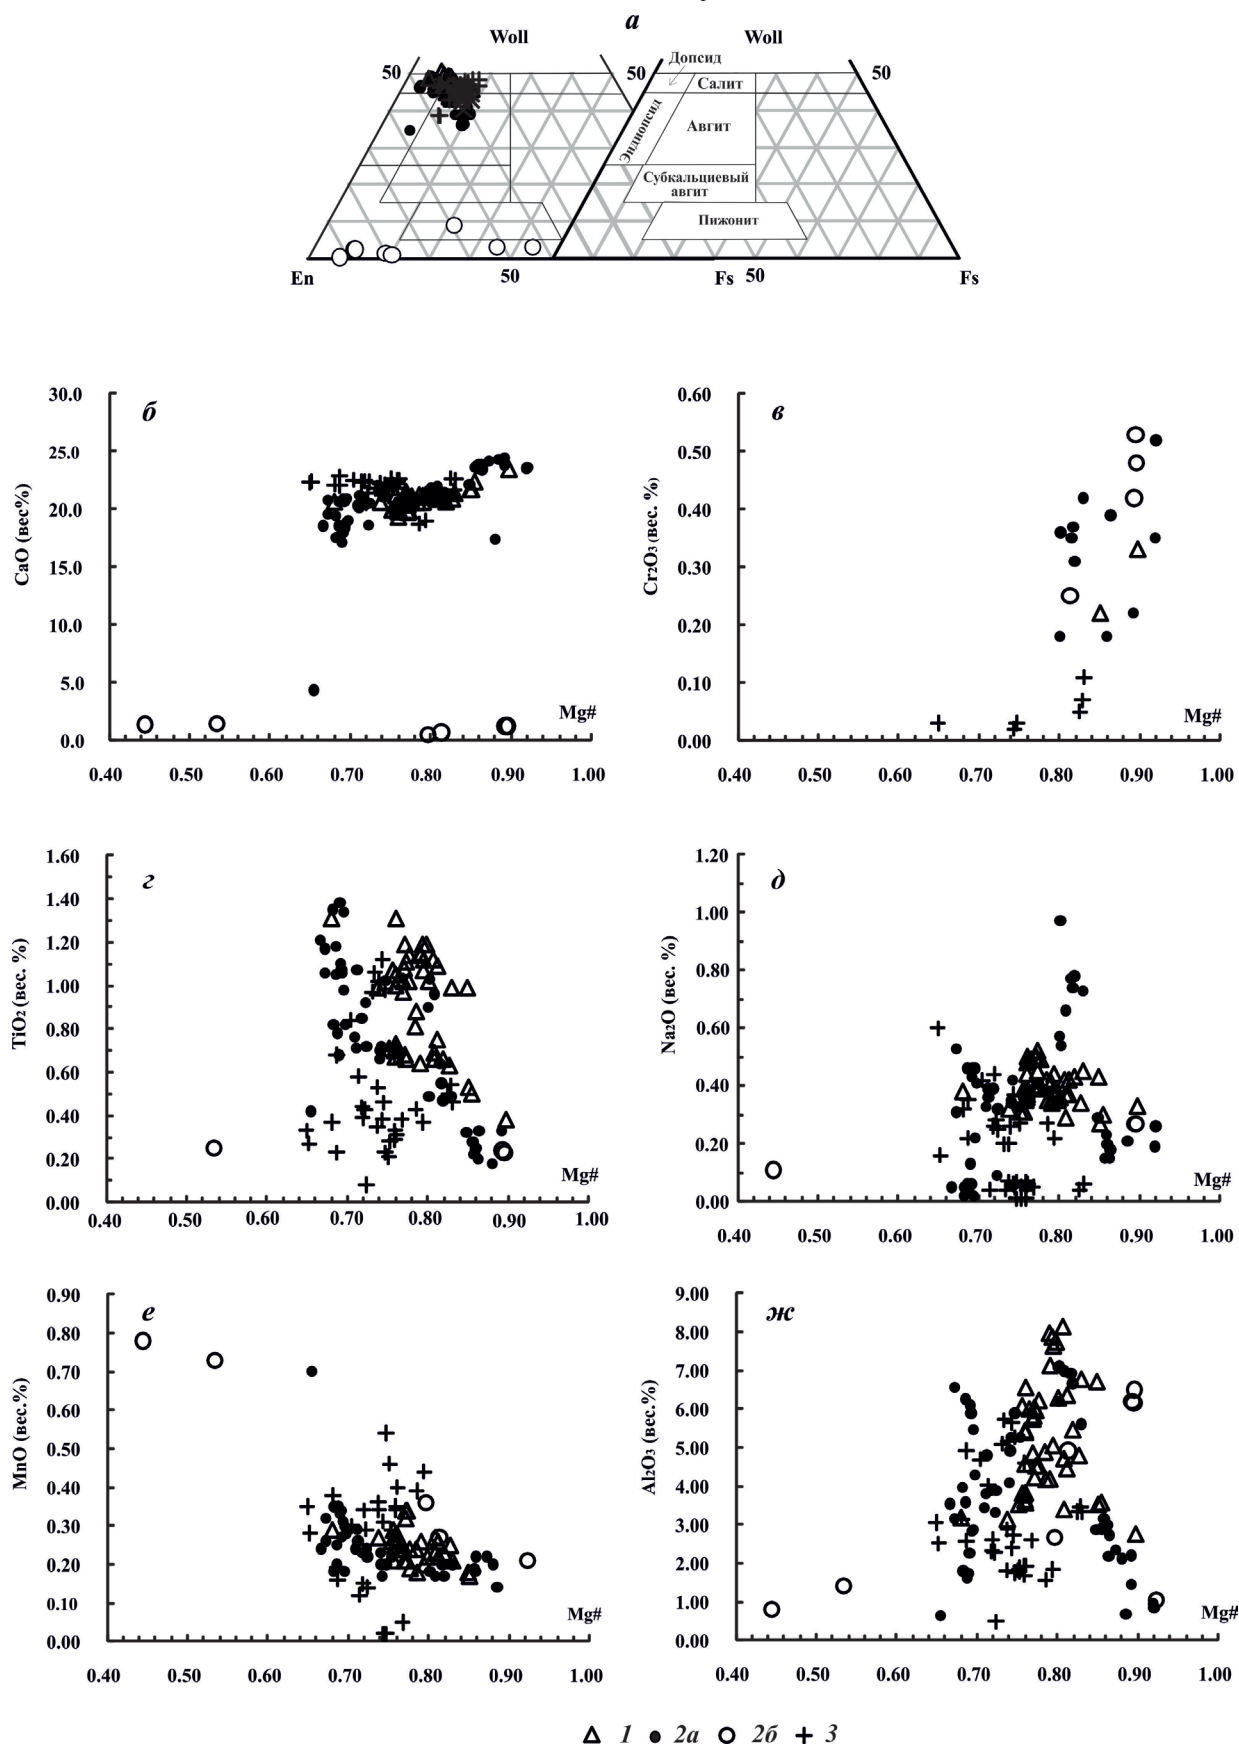 а
Woll Woll
50 50 50
Допсид
Салит
Эндиопсид
Авгит
Субкальциевый
авгит
Пижонит
En 50 Fs 50 Fs
б
30.0
25.0
20.0
15.0
10.0
5.0
0.0
CaO (вес%)
Mg#
0.40 0.50 0.60 0.70 0.80 0.90 1.00
в
0.60
0.50
0.40
0.30
0.20
0.10
0.00
Cr2O3 (вес. %)
Mg#
0.40 0.50 0.60 0.70 0.80 0.90 1.00
г
1.60
1.40
1.20
1.00
0.80
0.60
0.40
0.20
0.00
TiO2 (вес. %)
Mg#
0.40 0.50 0.60 0.70 0.80 0.90 1.00
д
1.20
1.00
0.80
0.60
0.40
0.20
0.00
Na2O (вес. %)
Mg#
0.40 0.50 0.60 0.70 0.80 0.90 1.00
е
0.90
0.80
0.70
0.60
0.50
0.40
0.30
0.20
0.10
0.00
MnO (вес.%)
Mg#
0.40 0.50 0.60 0.70 0.80 0.90 1.00
ж
9.00
8.00
7.00
6.00
5.00
4.00
3.00
2.00
1.00
0.00
Al2O3 (вес.%)
Mg#
0.40 0.50 0.60 0.70 0.80 0.90 1.00
1 2а 2б 3